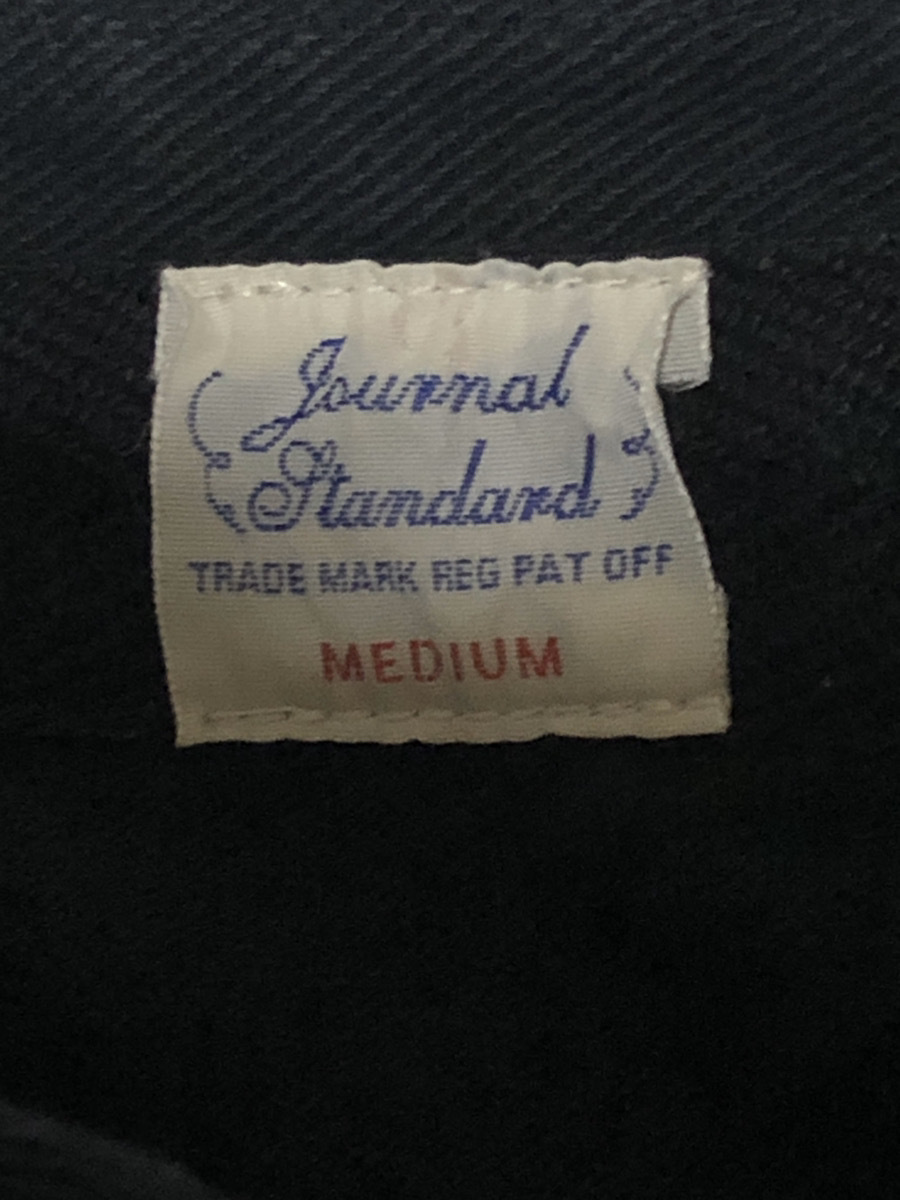 Journal
Standard
TRADE MARK REG PAT OFF
MEDIUM